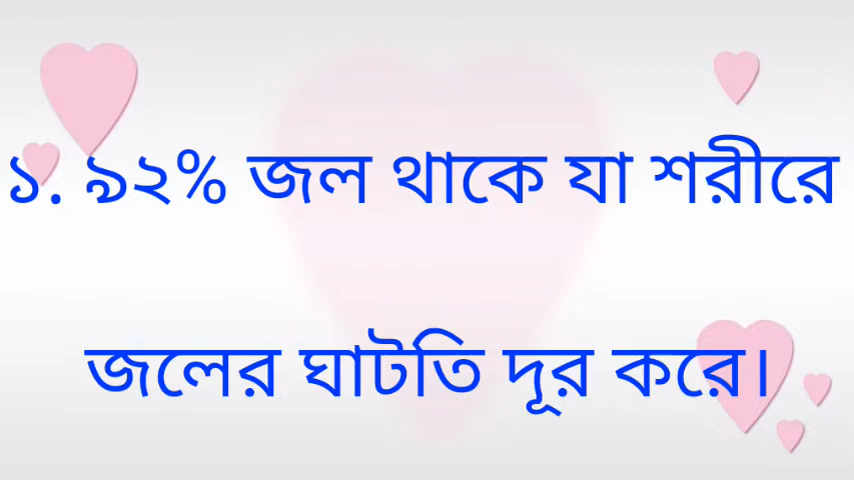 ১. ৯২% জল থাকে যা শরীরে
জলের ঘাটতি দূর করে।